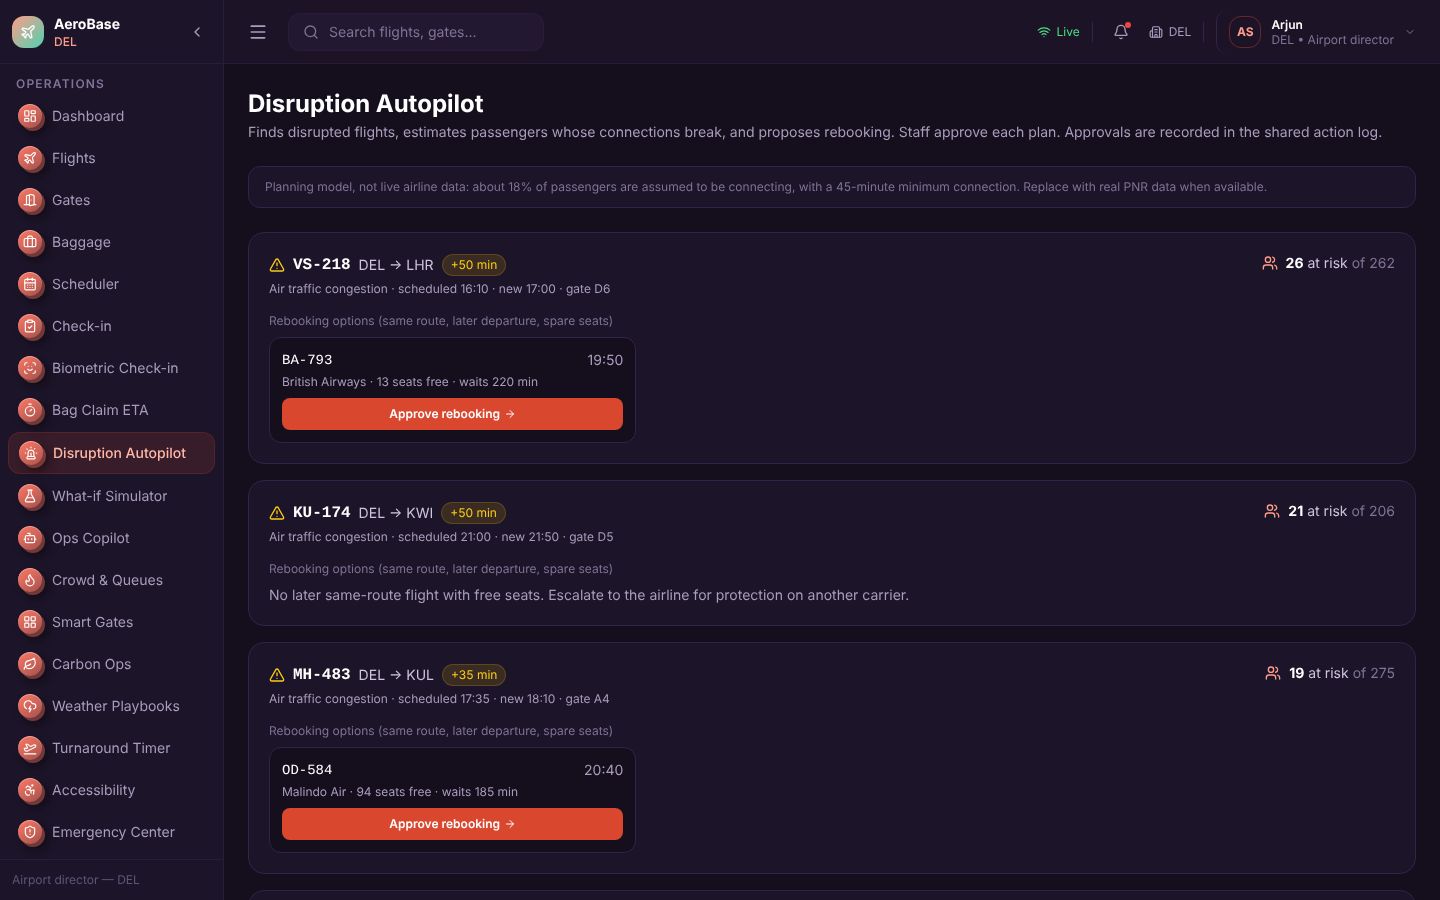 AeroBase
DEL
Search flights, gates...
Live
DEL
AS
Arjun
DEL • Airport director
OPERATIONS
Dashboard
Flights
Gates
Baggage
Scheduler
Check-in
Biometric Check-in
Bag Claim ETA
Disruption Autopilot
What-if Simulator
Ops Copilot
Crowd & Queues
Smart Gates
Carbon Ops
Weather Playbooks
Turnaround Timer
Accessibility
Emergency Center
Airport director — DEL
Disruption Autopilot
Finds disrupted flights, estimates passengers whose connections break, and proposes rebooking. Staff approve each plan. Approvals are recorded in the shared action log.
Planning model, not live airline data: about 18% of passengers are assumed to be connecting, with a 45-minute minimum connection. Replace with real PNR data when available.
VS-218 DEL → LHR +50 min
26 at risk of 262
Air traffic congestion · scheduled 16:10 · new 17:00 · gate D6
Rebooking options (same route, later departure, spare seats)
BA-793 19:50
British Airways · 13 seats free · waits 220 min
Approve rebooking →
KU-174 DEL → KWI +50 min
21 at risk of 206
Air traffic congestion · scheduled 21:00 · new 21:50 · gate D5
Rebooking options (same route, later departure, spare seats)
No later same-route flight with free seats. Escalate to the airline for protection on another carrier.
MH-483 DEL → KUL +35 min
19 at risk of 275
Air traffic congestion · scheduled 17:35 · new 18:10 · gate A4
Rebooking options (same route, later departure, spare seats)
OD-584 20:40
Malindo Air · 94 seats free · waits 185 min
Approve rebooking →